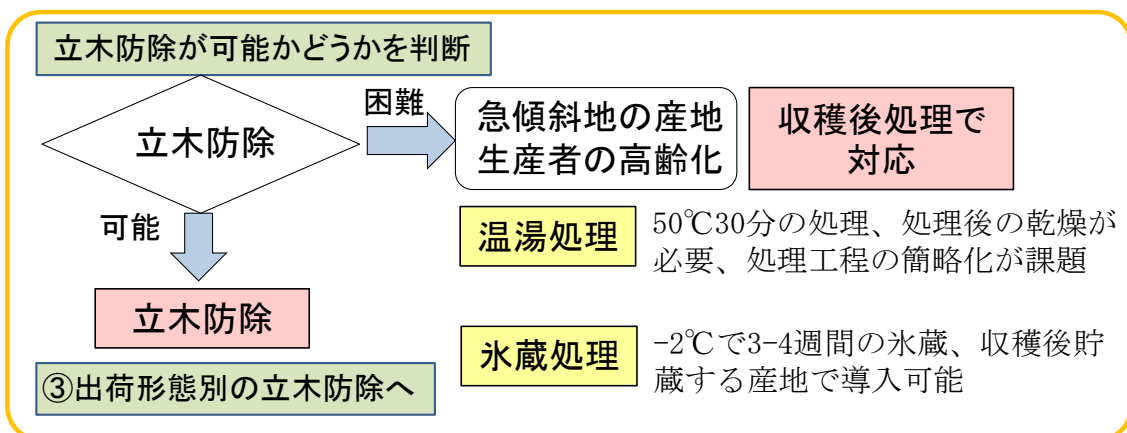 立木防除が可能かどうかを判断
立木防除
困難
急傾斜地の産地
生産者の高齢化
収穫後処理で
対応
可能
温湯処理
50℃30分の処理、処理後の乾燥が
必要、処理工程の簡略化が課題
立木防除
氷蔵処理
-2℃で3-4週間の氷蔵、収穫後貯
蔵する産地で導入可能
③出荷形態別の立木防除へ